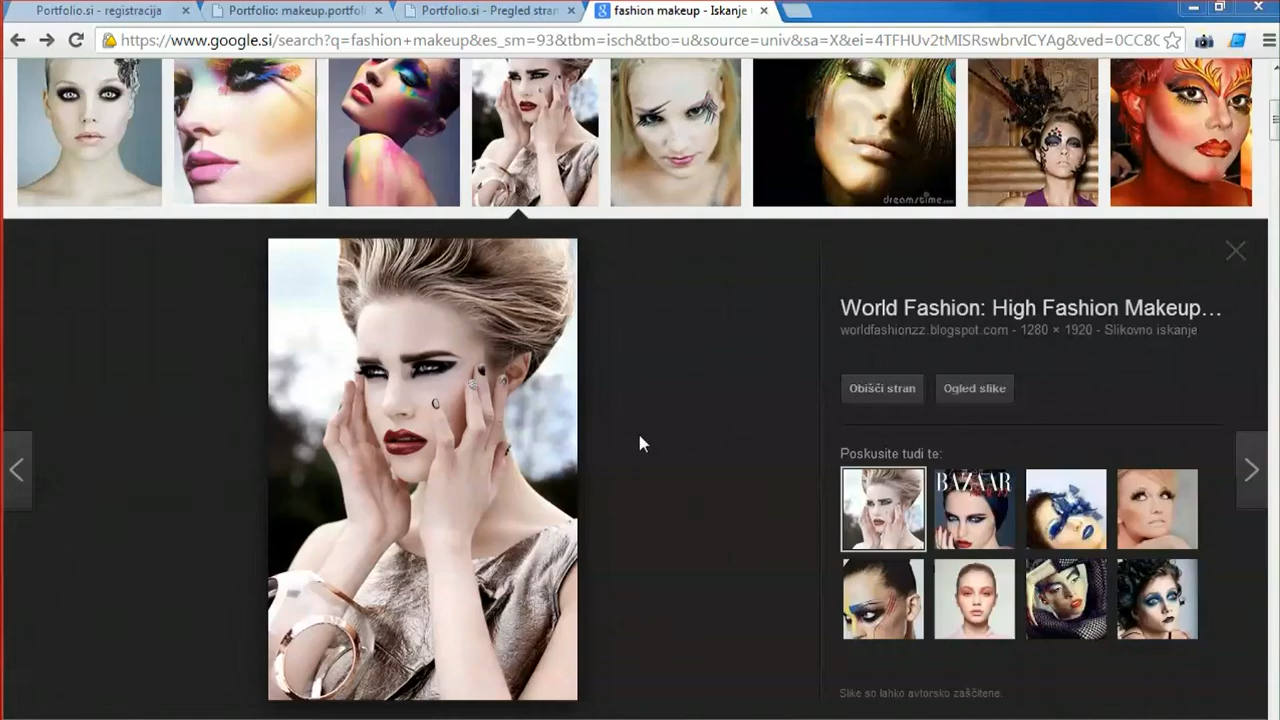 Portfolio.si - registracija
Portfolio: makeup.portfol
Portfolio.si - Pregled stran
fashion makeup - Iskanje
https://www.google.si/search?q=fashion+makeup&es_sm=93&tbm=isch&tbo=u&source=univ&sa=X&ei=4TFHUv2tMISRswbrvICYAg&ved=0CC8C
dreamstime.com
World Fashion: High Fashion Makeup...
worldfashionzz.blogspot.com - 1280 × 1920 - Slikovno iskanje
Obišči stran
Ogled slike
Poskusite tudi te:
BAZAAR
Slike so lahko avtorsko zaščitene.